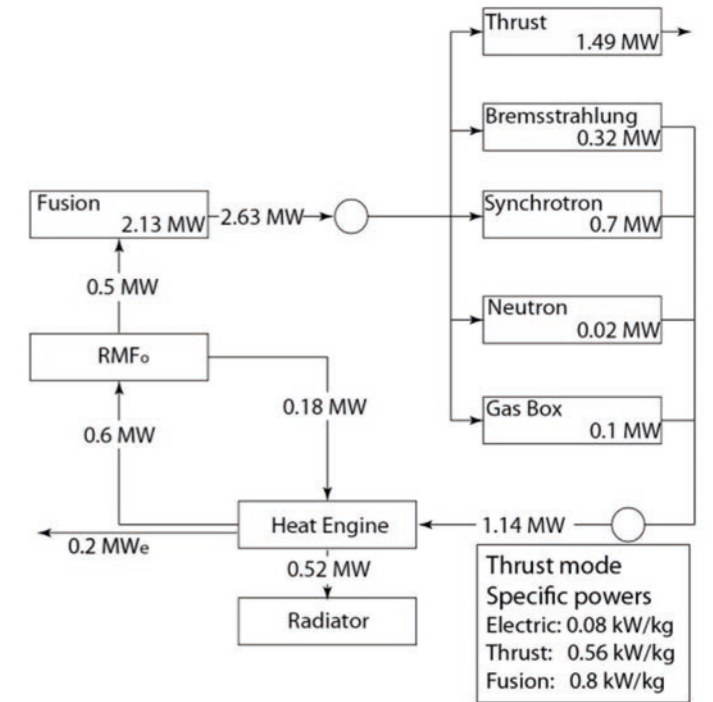 Thrust
1.49 MW
Bremsstrahlung
0.32 MW
Fusion
2.13 MW
2.63 MW
Synchrotron
0.7 MW
0.5 MW
Neutron
0.02 MW
RMFo
0.18 MW
Gas Box
0.1 MW
0.6 MW
Heat Engine
1.14 MW
0.2 MWe
0.52 MW
Radiator
Thrust mode
Specific powers
Electric: 0.08 kW/kg
Thrust: 0.56 kW/kg
Fusion: 0.8 kW/kg